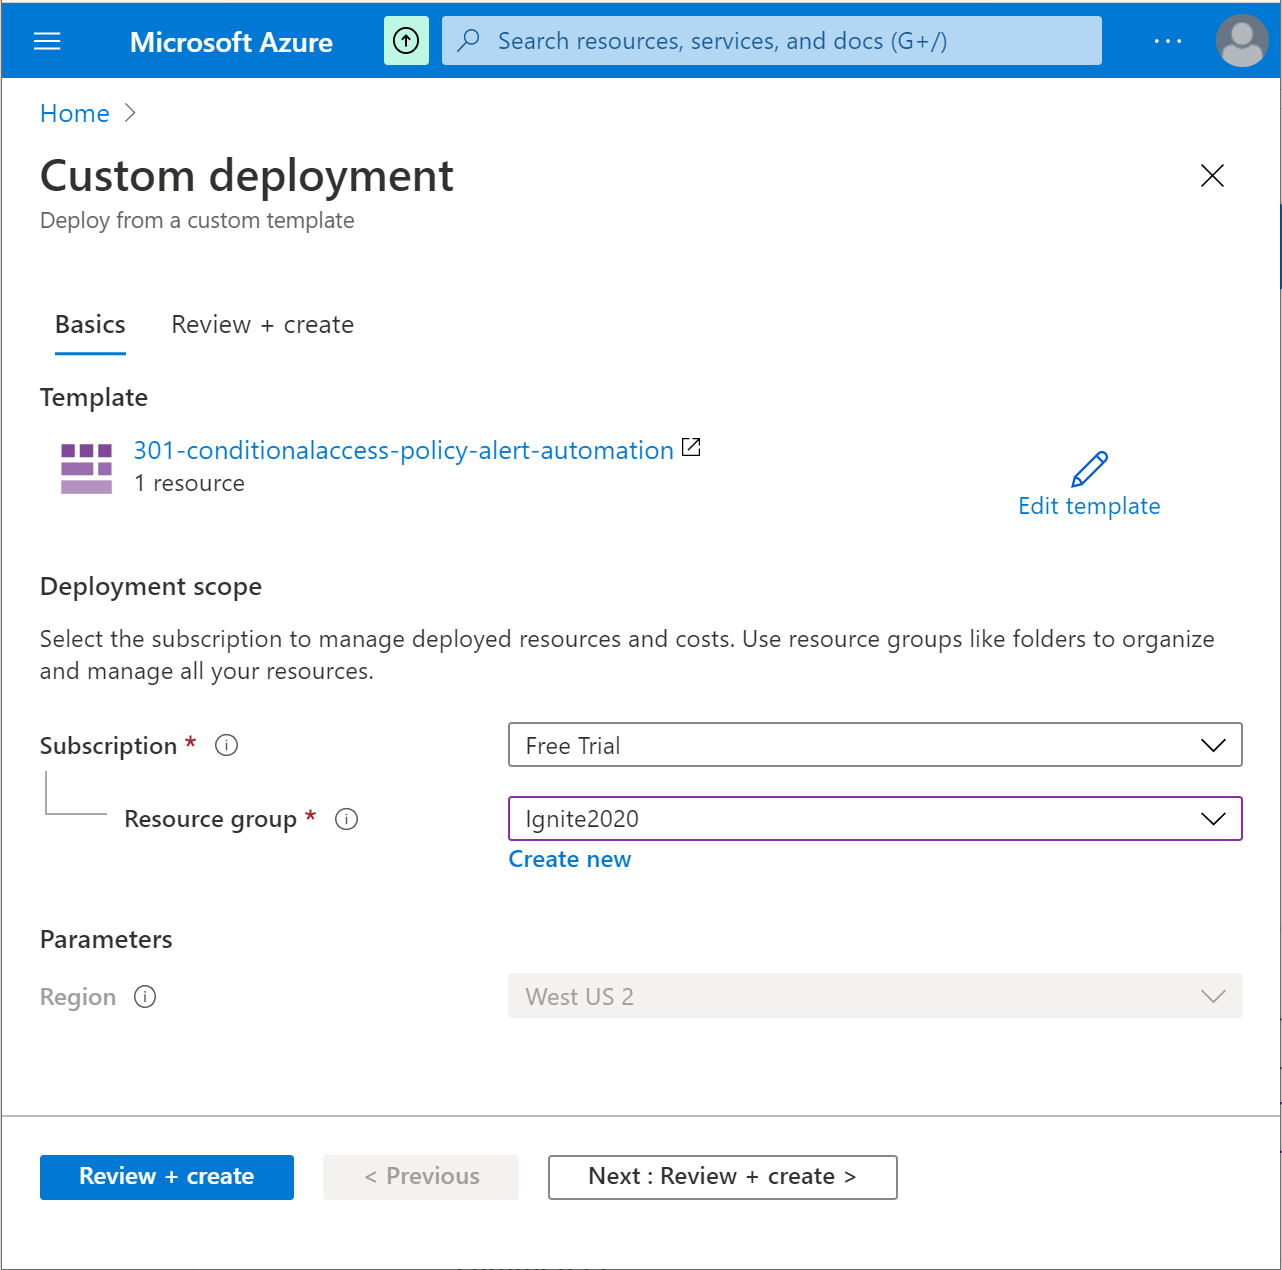 Microsoft Azure
Search resources, services, and docs (G+/)
Home
Custom deployment
Deploy from a custom template
Basics
Review + create
Template
301-conditionalaccess-policy-alert-automation
1 resource
Edit template
Deployment scope
Select the subscription to manage deployed resources and costs. Use resource groups like folders to organize
and manage all your resources.
Subscription *
Free Trial
Resource group *
Ignite2020
Create new
Parameters
Region
West US 2
Review + create
< Previous
Next : Review + create >